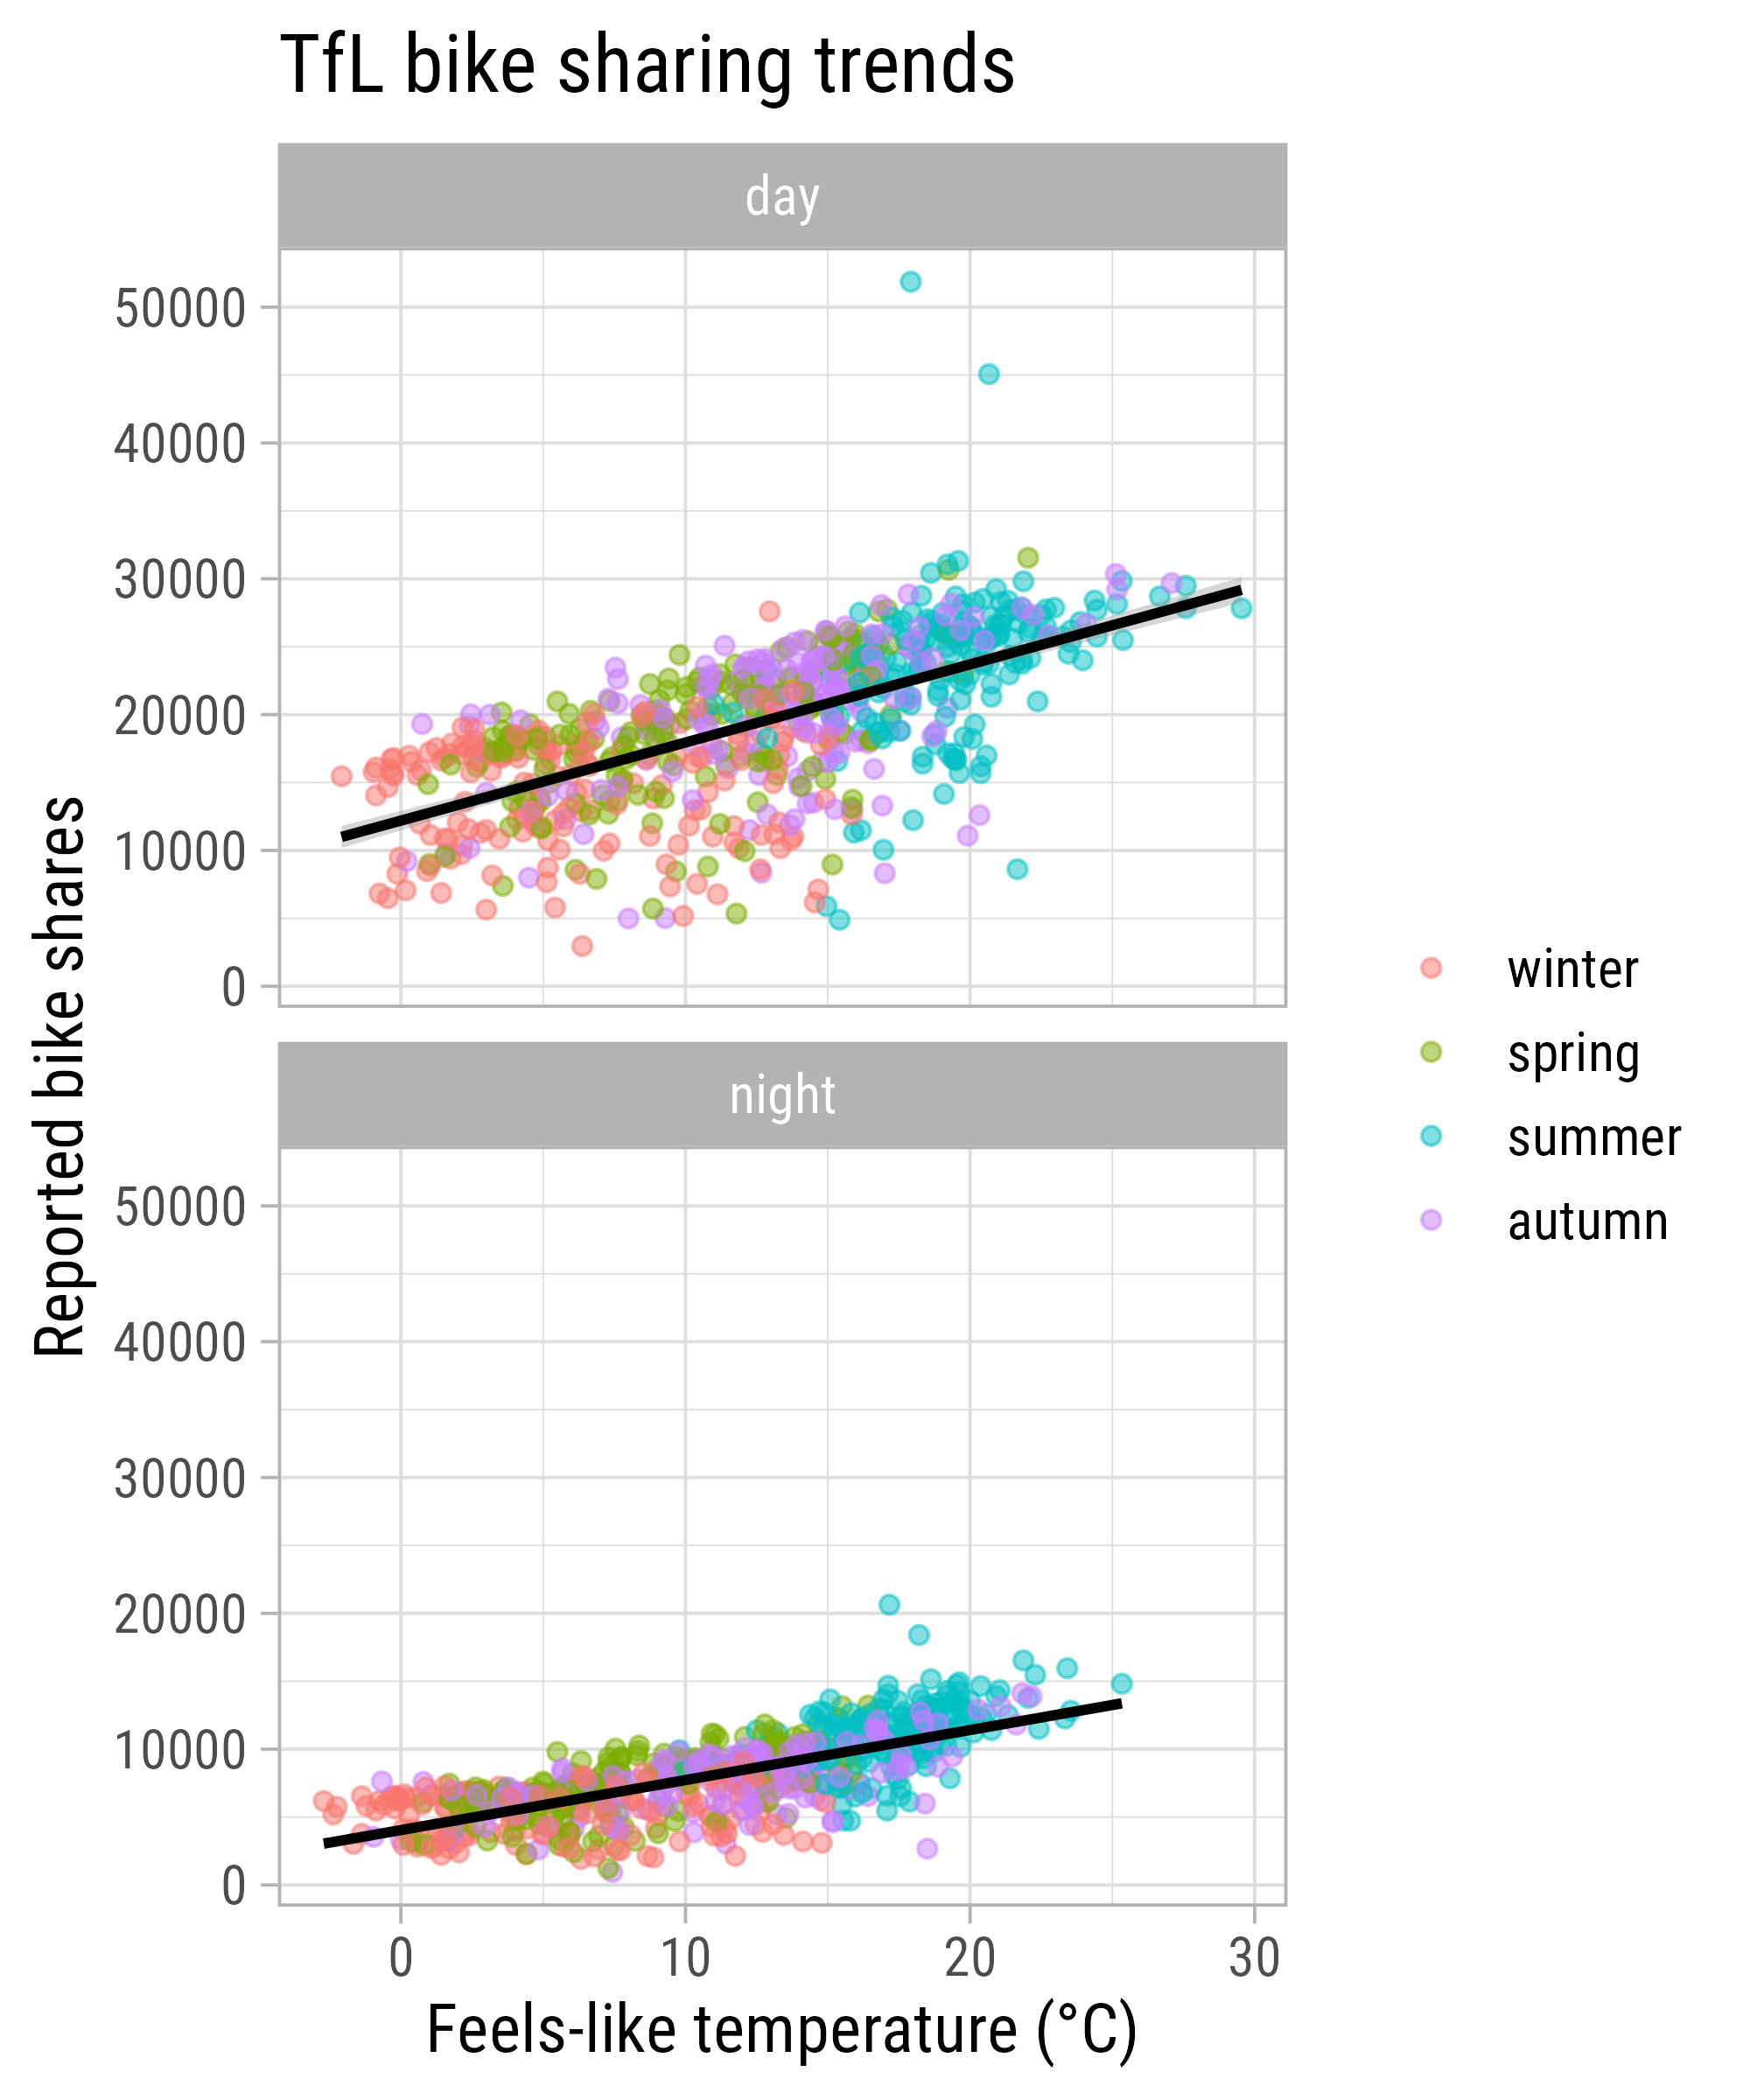 TfL bike sharing trends
day
50000
40000
30000
20000
10000
0
night
50000
40000
30000
20000
10000
0
0 10 20 30
Feels-like temperature (°C)
Reported bike shares
winter
spring
summer
autumn